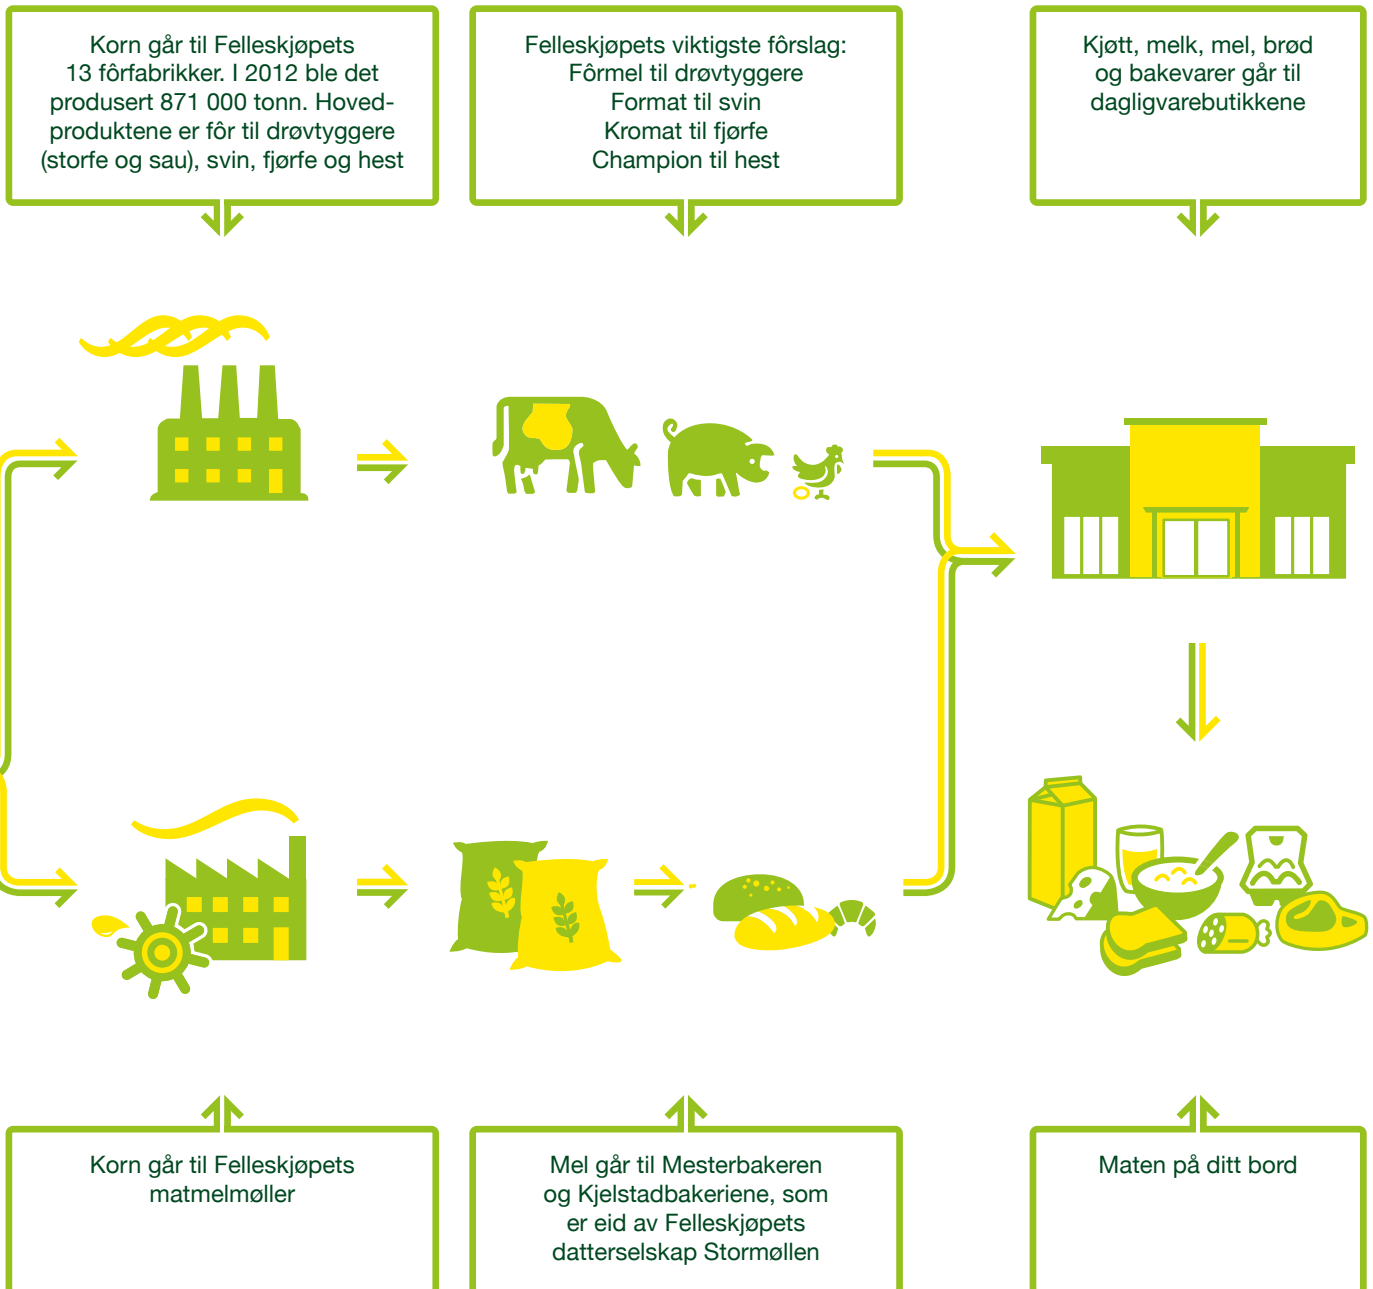 Korn går til Felleskjøpets
13 fôrfabrikker. I 2012 ble det
produsert 871 000 tonn. Hoved-
produktene er fôr til drøvtyggere
(storfe og sau), svin, fjørfe og hest
Felleskjøpets viktigste fôrslag:
Fôrmel til drøvtyggere
Format til svin
Kromat til fjørfe
Champion til hest
Kjøtt, melk, mel, brød
og bakevarer går til
dagligvarebutikkene
Korn går til Felleskjøpets
matmelmøller
Mel går til Mesterbakeren
og Kjelstadbakeriene, som
er eid av Felleskjøpets
datterselskap Stormøllen
Maten på ditt bord